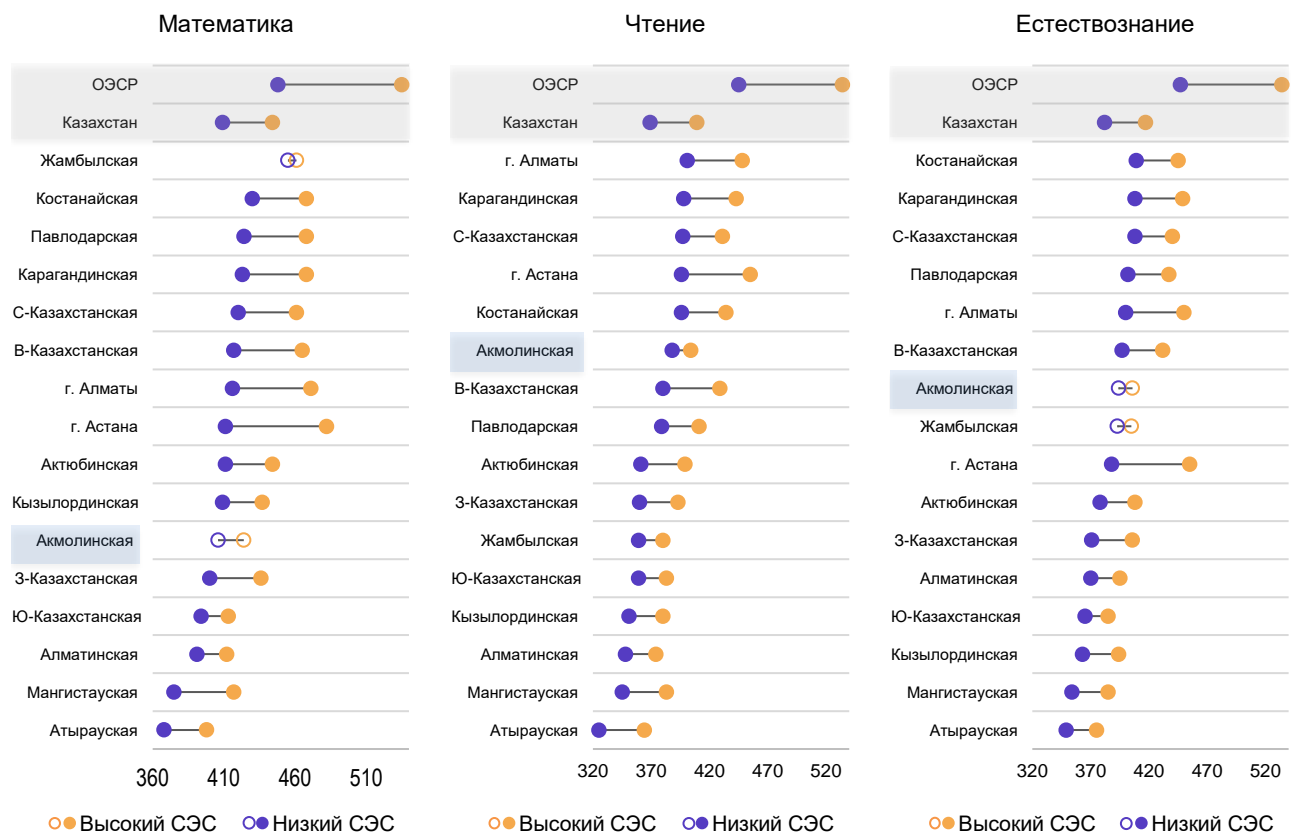 Математика
ОЭСР
Казахстан
Жамбылская
Костанайская
Павлодарская
Карагандинская
С-Казахстанская
В-Казахстанская
г. Алматы
г. Астана
Актюбинская
Кызылординская
Акмолинская
З-Казахстанская
Ю-Казахстанская
Алматинская
Мангистауская
Атырауская
360 410 460 510
Высокий СЭС Низкий СЭС
Чтение
ОЭСР
Казахстан
г. Алматы
Карагандинская
С-Казахстанская
г. Астана
Костанайская
Акмолинская
В-Казахстанская
Павлодарская
Актюбинская
З-Казахстанская
Жамбылская
Ю-Казахстанская
Кызылординская
Алматинская
Мангистауская
Атырауская
320 370 420 470 520
Высокий СЭС Низкий СЭС
Естествознание
ОЭСР
Казахстан
Костанайская
Карагандинская
С-Казахстанская
Павлодарская
г. Алматы
В-Казахстанская
Акмолинская
Жамбылская
г. Астана
Актюбинская
З-Казахстанская
Алматинская
Ю-Казахстанская
Кызылординская
Мангистауская
Атырауская
320 370 420 470 520
Высокий СЭС Низкий СЭС